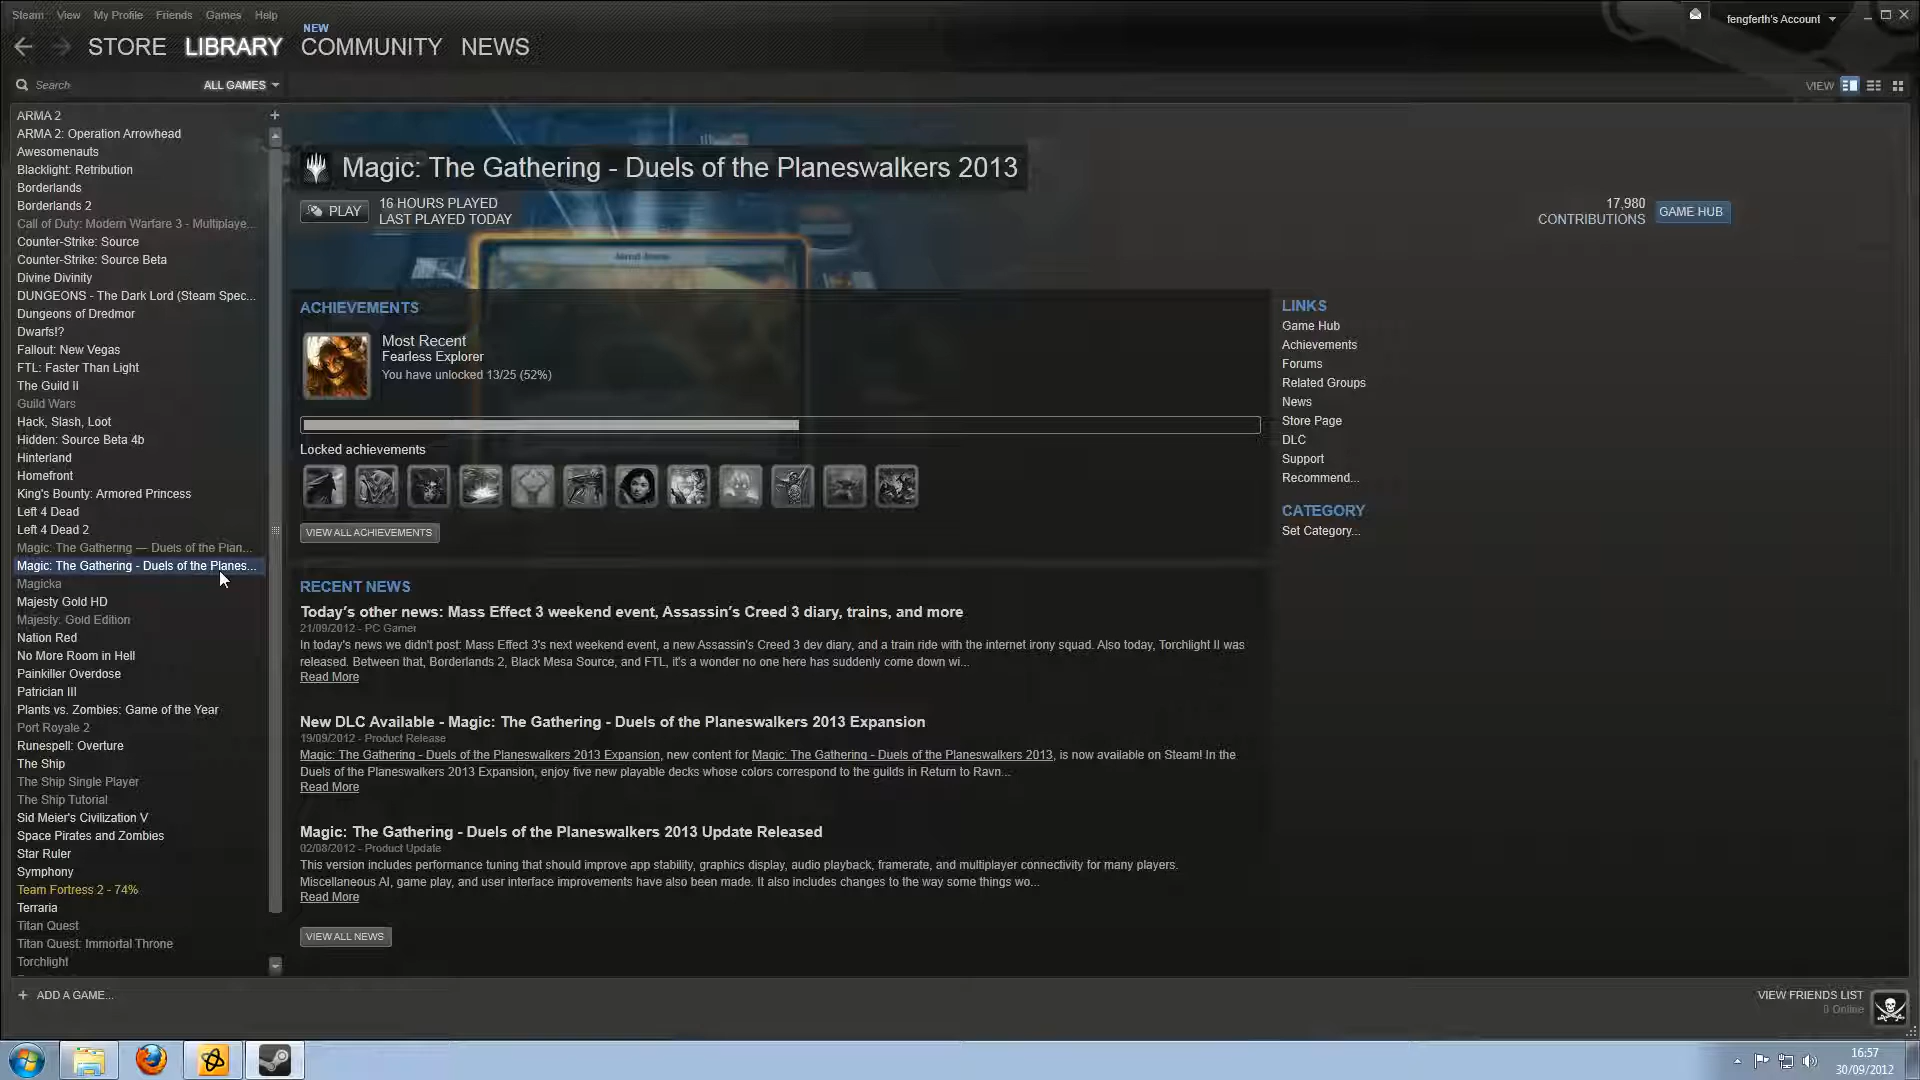 Steam View My Profile Friends Games Help
fengferth's Account
NEW
STORE LIBRARY COMMUNITY NEWS
Search ALL GAMES
VIEW
ARMA 2
ARMA 2: Operation Arrowhead
Awesomenauts
Blacklight: Retribution
Borderlands
Borderlands 2
Call of Duty: Modern Warfare 3 - Multiplaye...
Counter-Strike: Source
Counter-Strike: Source Beta
Divine Divinity
DUNGEONS - The Dark Lord (Steam Spec...
Dungeons of Dredmor
Dwarfs!?
Fallout: New Vegas
FTL: Faster Than Light
The Guild II
Guild Wars
Hack, Slash, Loot
Hidden: Source Beta 4b
Hinterland
Homefront
King's Bounty: Armored Princess
Left 4 Dead
Left 4 Dead 2
Magic: The Gathering — Duels of the Plan...
Magic: The Gathering - Duels of the Planes...
Magicka
Majesty Gold HD
Majesty: Gold Edition
Nation Red
No More Room in Hell
Painkiller Overdose
Patrician III
Plants vs. Zombies: Game of the Year
Port Royale 2
Runespell: Overture
The Ship
The Ship Single Player
The Ship Tutorial
Sid Meier's Civilization V
Space Pirates and Zombies
Star Ruler
Symphony
Team Fortress 2 - 74%
Terraria
Titan Quest
Titan Quest: Immortal Throne
Torchlight
Magic: The Gathering - Duels of the Planeswalkers 2013
PLAY
16 HOURS PLAYED
LAST PLAYED TODAY
17,980
CONTRIBUTIONS
GAME HUB
ACHIEVEMENTS
Most Recent
Fearless Explorer
You have unlocked 13/25 (52%)
Locked achievements
VIEW ALL ACHIEVEMENTS
RECENT NEWS
Today's other news: Mass Effect 3 weekend event, Assassin's Creed 3 diary, trains, and more
21/09/2012 - PC Gamer
In today's news we didn't post: Mass Effect 3's next weekend event, a new Assassin's Creed 3 dev diary, and a train ride with the internet irony squad. Also today, Torchlight II was
released. Between that, Borderlands 2, Black Mesa Source, and FTL, it's a wonder no one here has suddenly come down wi...
Read More
New DLC Available - Magic: The Gathering - Duels of the Planeswalkers 2013 Expansion
19/09/2012 - Product Release
Magic: The Gathering - Duels of the Planeswalkers 2013 Expansion, new content for Magic: The Gathering - Duels of the Planeswalkers 2013, is now available on Steam! In the
Duels of the Planeswalkers 2013 Expansion, enjoy five new playable decks whose colors correspond to the guilds in Return to Ravn...
Read More
Magic: The Gathering - Duels of the Planeswalkers 2013 Update Released
02/08/2012 - Product Update
This version includes performance tuning that should improve app stability, graphics display, audio playback, framerate, and multiplayer connectivity for many players.
Miscellaneous AI, game play, and user interface improvements have also been made. It also includes changes to the way some things wo...
Read More
VIEW ALL NEWS
LINKS
Game Hub
Achievements
Forums
Related Groups
News
Store Page
DLC
Support
Recommend...
CATEGORY
Set Category...
+ ADD A GAME...
VIEW FRIENDS LIST
0 Online
16:57
30/09/2012